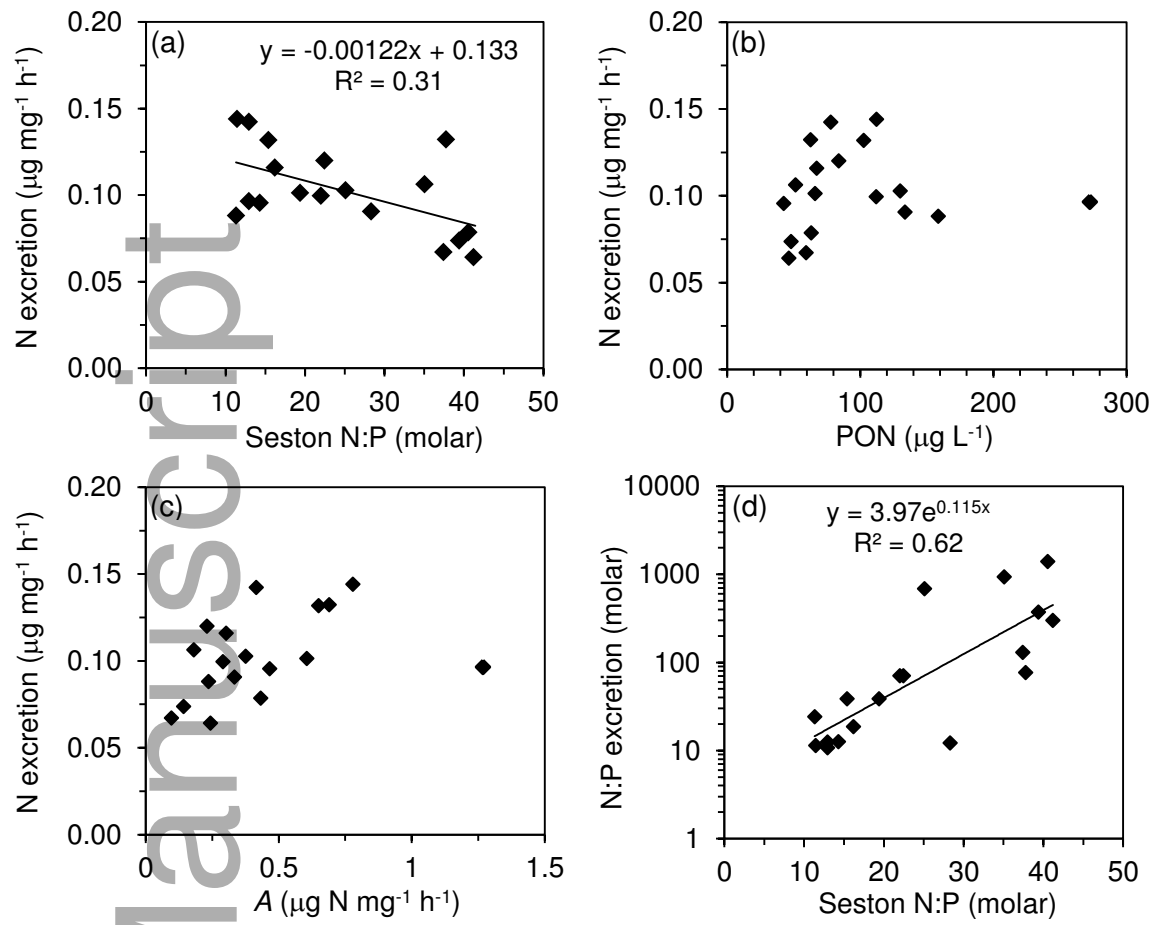 (a)
y = -0.00122x + 0.133
R² = 0.31
0.20
0.15
0.10
0.05
0.00
N excretion (μg mg⁻¹ h⁻¹)
0 10 20 30 40 50
Seston N:P (molar)
(b)
0.20
0.15
0.10
0.05
0.00
N excretion (μg mg⁻¹ h⁻¹)
0 100 200 300
PON (μg L⁻¹)
(c)
0.20
0.15
0.10
0.05
0.00
N excretion (μg mg⁻¹ h⁻¹)
0 0.5 1 1.5
A (μg N mg⁻¹ h⁻¹)
(d)
y = 3.97e⁰·¹¹⁵ˣ
R² = 0.62
10000
1000
100
10
1
N:P excretion (molar)
0 10 20 30 40 50
Seston N:P (molar)
anuscript